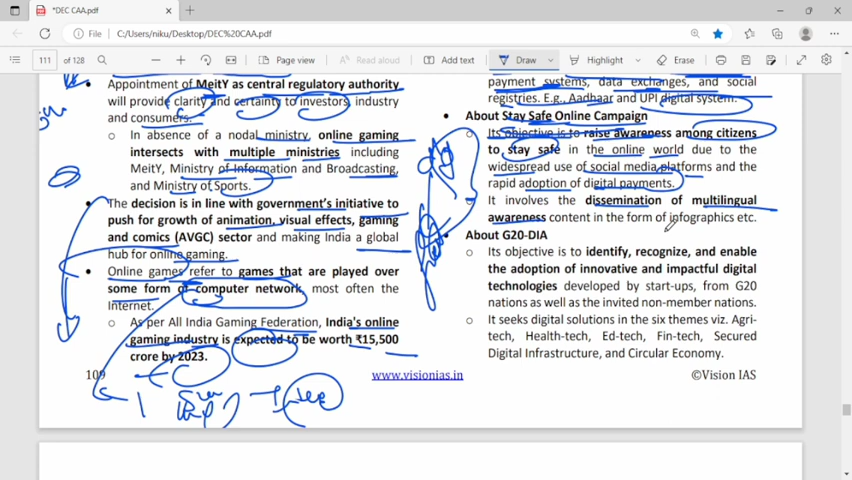 *DEC CAA.pdf
File
C:/Users/niku/Desktop/DEC%20CAA.pdf
111 of 128
Page view
Read aloud
Add text
Draw
Highlight
Erase
Appointment of MeitY as central regulatory authority
will provide clarity and certainty to investors, industry
and consumers.
In absence of a nodal ministry, online gaming
intersects with multiple ministries including
MeitY, Ministry of Information and Broadcasting,
and Ministry of Sports.
The decision is in line with government's initiative to
push for growth of animation, visual effects, gaming
and comics (AVGC) sector and making India a global
hub for online gaming.
Online games refer to games that are played over
some form of computer network, most often the
Internet.
As per All India Gaming Federation, India's online
gaming industry is expected to be worth ₹15,500
crore by 2023.
payment systems, data exchanges, and social
registries. E.g., Aadhaar and UPI digital system.
About Stay Safe Online Campaign
Its objective is to raise awareness among citizens
to stay safe in the online world due to the
widespread use of social media platforms and the
rapid adoption of digital payments.
It involves the dissemination of multilingual
awareness content in the form of infographics etc.
About G20-DIA
Its objective is to identify, recognize, and enable
the adoption of innovative and impactful digital
technologies developed by start-ups, from G20
nations as well as the invited non-member nations.
It seeks digital solutions in the six themes viz. Agri-
tech, Health-tech, Ed-tech, Fin-tech, Secured
Digital Infrastructure, and Circular Economy.
109
www.visionias.in
©Vision IAS